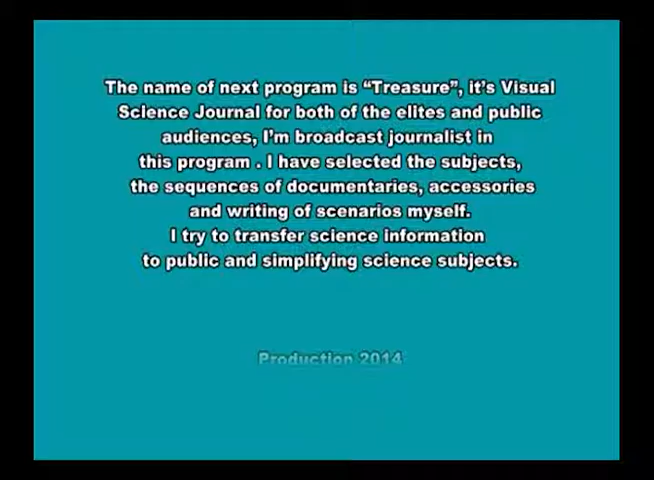 The name of next program is “Treasure”, it’s Visual
Science Journal for both of the elites and public
audiences, I’m broadcast journalist in
this program . I have selected the subjects,
the sequences of documentaries, accessories
and writing of scenarios myself.
I try to transfer science information
to public and simplifying science subjects.
Production 2014